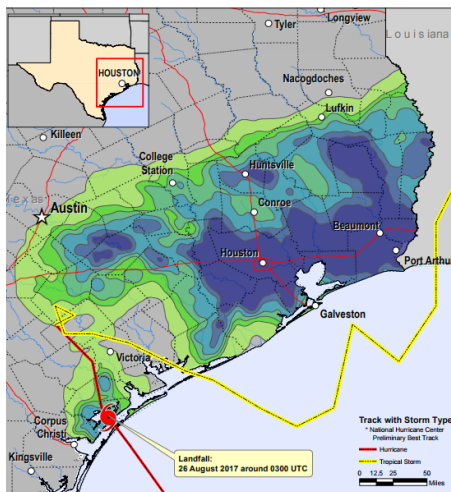 Longview
Tyler
Louisiana
HOUSTON
Nacogdoches
Lufkin
Killeen
College
Station
Huntsville
Texas
Austin
Conroe
Beaumont
Houston
Port Arthur
Galveston
Victoria
Corpus
Christi
Kingsville
Landfall:
26 August 2017 around 0300 UTC
Track with Storm Type
* National Hurricane Center
Preliminary Best Track
Hurricane
Tropical Storm
0 12.5 25 50
Miles